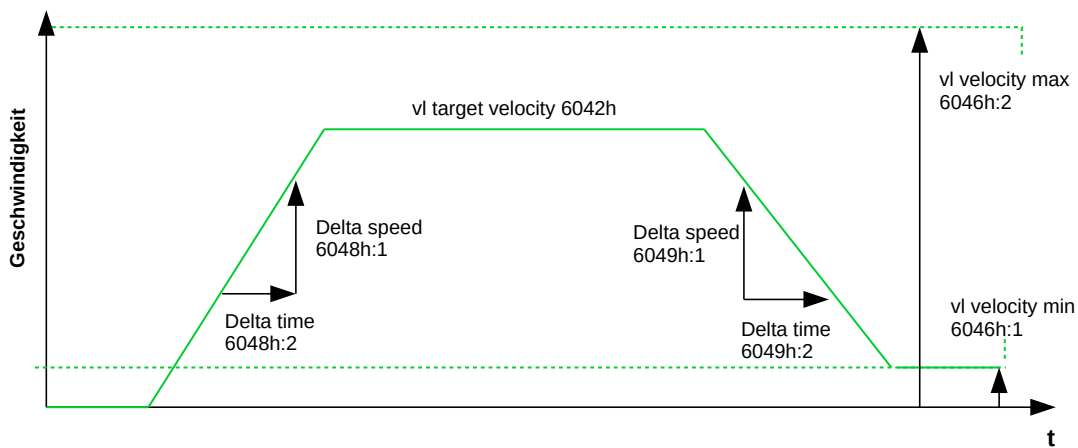 Geschwindigkeit
vl target velocity 6042h
vl velocity max
6046h:2
Delta speed
6048h:1
Delta time
6048h:2
Delta speed
6049h:1
Delta time
6049h:2
vl velocity min
6046h:1
t